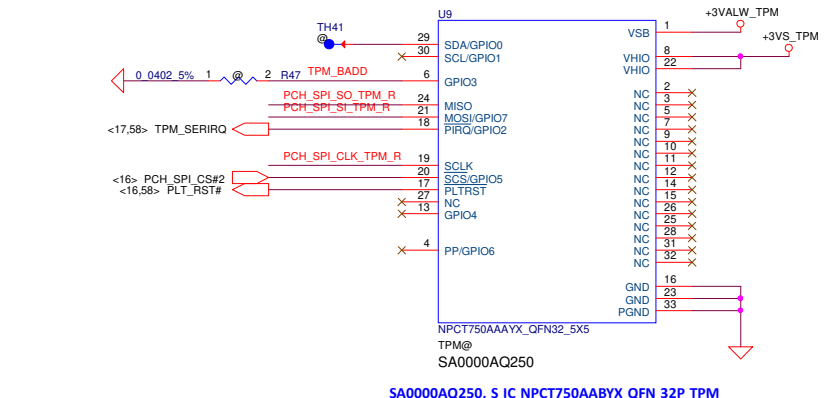 U9
+3VALW_TPM
TH41
@
29 SDA/GPIO0
30 SCL/GPIO1
VSB 1
+3VS_TPM
VHIO 8
VHIO 22
0_0402_5% 1 @ 2 R47 TPM_BADD 6 GPIO3
PCH_SPI_SO_TPM_R 24 MISO
PCH_SPI_SI_TPM_R 21 MOSI/GPIO7
<17,58> TPM_SERIRQ 18 PIRQ/GPIO2
PCH_SPI_CLK_TPM_R 19 SCLK
<16> PCH_SPI_CS#2 20 SCS/GPIO5
<16,58> PLT_RST# 17 PLTRST
27 NC
13 GPIO4
4 PP/GPIO6
NC 2
NC 3
NC 5
NC 7
NC 9
NC 10
NC 11
NC 12
NC 14
NC 15
NC 26
NC 25
NC 28
NC 31
NC 32
GND 16
GND 23
PGND 33
NPCT750AAAYX_QFN32_5X5
TPM@
SA0000AQ250
SA0000AQ250, S IC NPCT750AABYX QFN 32P TPM